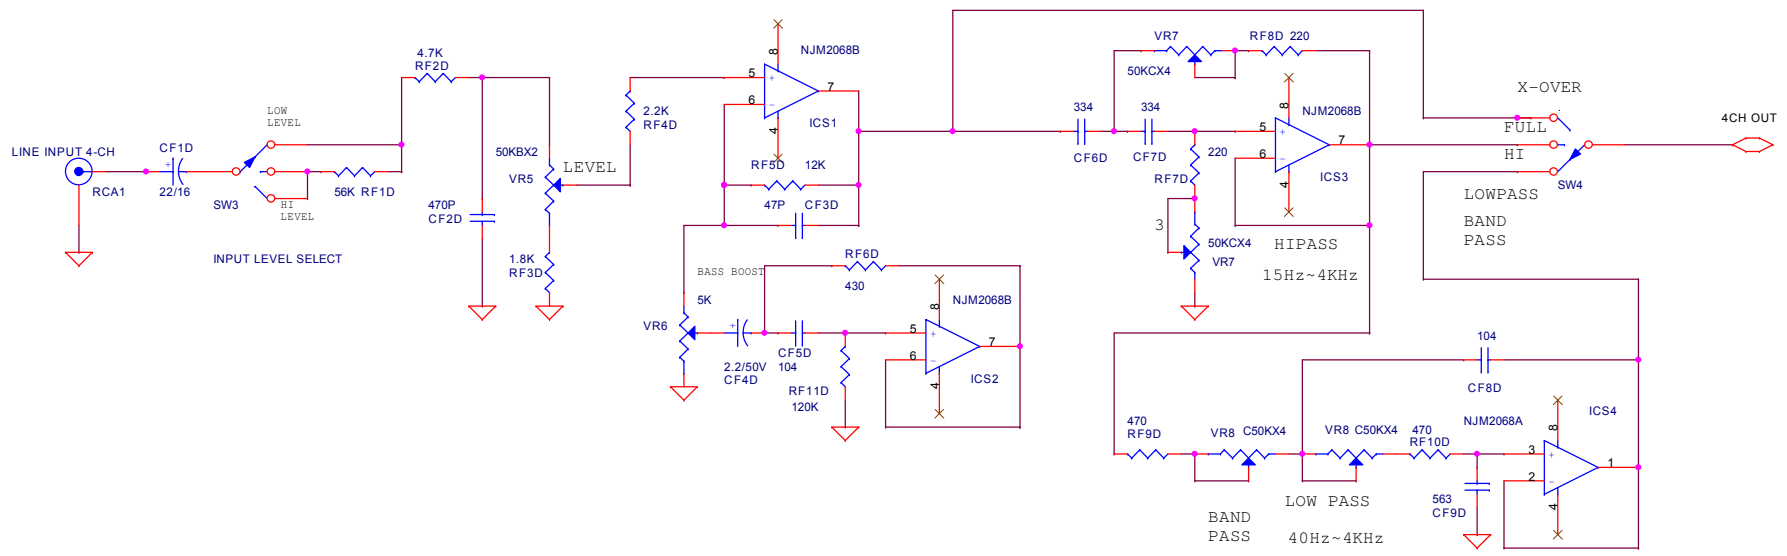 LINE INPUT 4-CH
RCA1
CF1D
22/16
SW3
LOW
LEVEL
HI
LEVEL
INPUT LEVEL SELECT
56K RF1D
4.7K
RF2D
470P
CF2D
50KBX2
VR5
LEVEL
1.8K
RF3D
2.2K
RF4D
NJM2068B
5
6
7
8
4
+
−
ICS1
RF5D
12K
47P
CF3D
BASS BOOST
5K
VR6
2.2/50V
CF4D
+
RF6D
430
CF5D
104
RF11D
120K
NJM2068B
5
6
7
8
4
+
−
ICS2
334
CF6D
334
CF7D
VR7
50KCX4
RF8D 220
220
RF7D
3
50KCX4
VR7
NJM2068B
5
6
7
8
4
+
−
ICS3
HIPASS
15Hz~4KHz
X-OVER
FULL
HI
LOWPASS
BAND
PASS
SW4
4CH OUT
470
RF9D
VR8 C50KX4
BAND
PASS
VR8 C50KX4
LOW PASS
40Hz~4KHz
470
RF10D
563
CF9D
104
CF8D
NJM2068A
3
2
1
8
4
+
−
ICS4